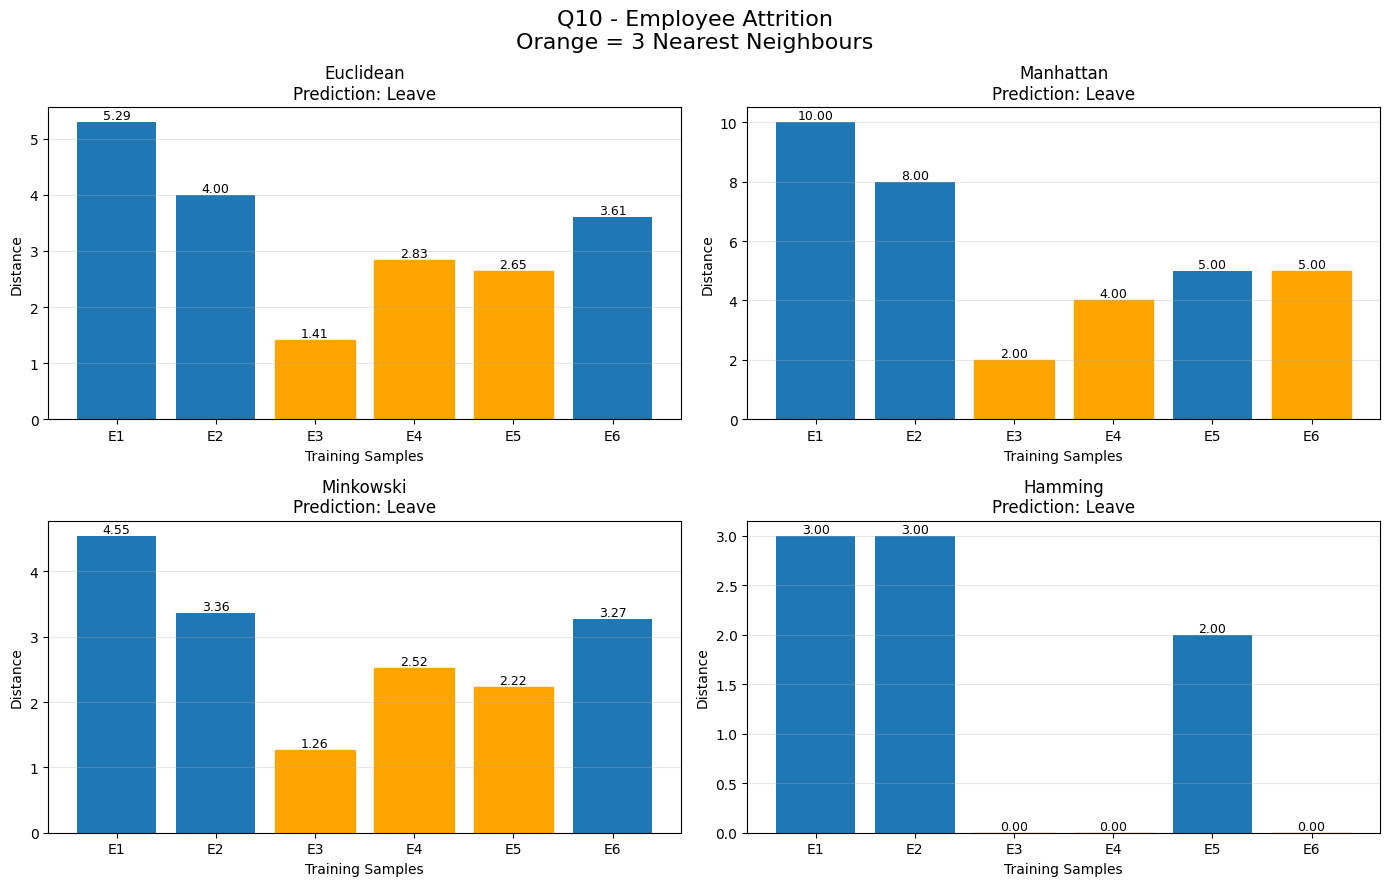 Q10 - Employee Attrition
Orange = 3 Nearest Neighbours
Euclidean
Prediction: Leave
5.29
4.00
1.41
2.83
2.65
3.61
5
4
3
2
1
0
Distance
E1 E2 E3 E4 E5 E6
Training Samples
Manhattan
Prediction: Leave
10.00
8.00
2.00
4.00
5.00
5.00
10
8
6
4
2
0
Distance
E1 E2 E3 E4 E5 E6
Training Samples
Minkowski
Prediction: Leave
4.55
3.36
1.26
2.52
2.22
3.27
4
3
2
1
0
Distance
E1 E2 E3 E4 E5 E6
Training Samples
Hamming
Prediction: Leave
3.00
3.00
0.00
0.00
2.00
0.00
3.0
2.5
2.0
1.5
1.0
0.5
0.0
Distance
E1 E2 E3 E4 E5 E6
Training Samples